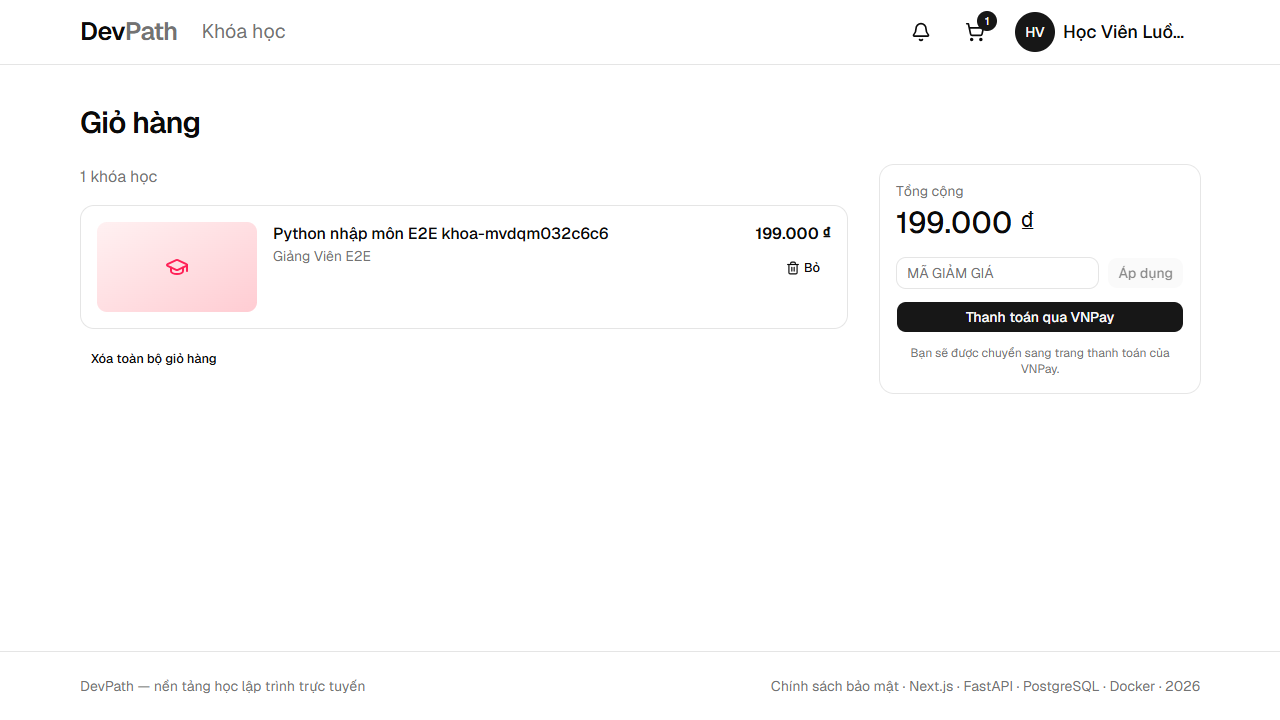 DevPath Khóa học
1
HV Học Viên Luồ...
Giỏ hàng
1 khóa học
Python nhập môn E2E khoa-mvdqm032c6c6
Giảng Viên E2E
199.000 ₫
Bỏ
Xóa toàn bộ giỏ hàng
Tổng cộng
199.000 ₫
MÃ GIẢM GIÁ
Áp dụng
Thanh toán qua VNPay
Bạn sẽ được chuyển sang trang thanh toán của
VNPay.
DevPath — nền tảng học lập trình trực tuyến
Chính sách bảo mật · Next.js · FastAPI · PostgreSQL · Docker · 2026